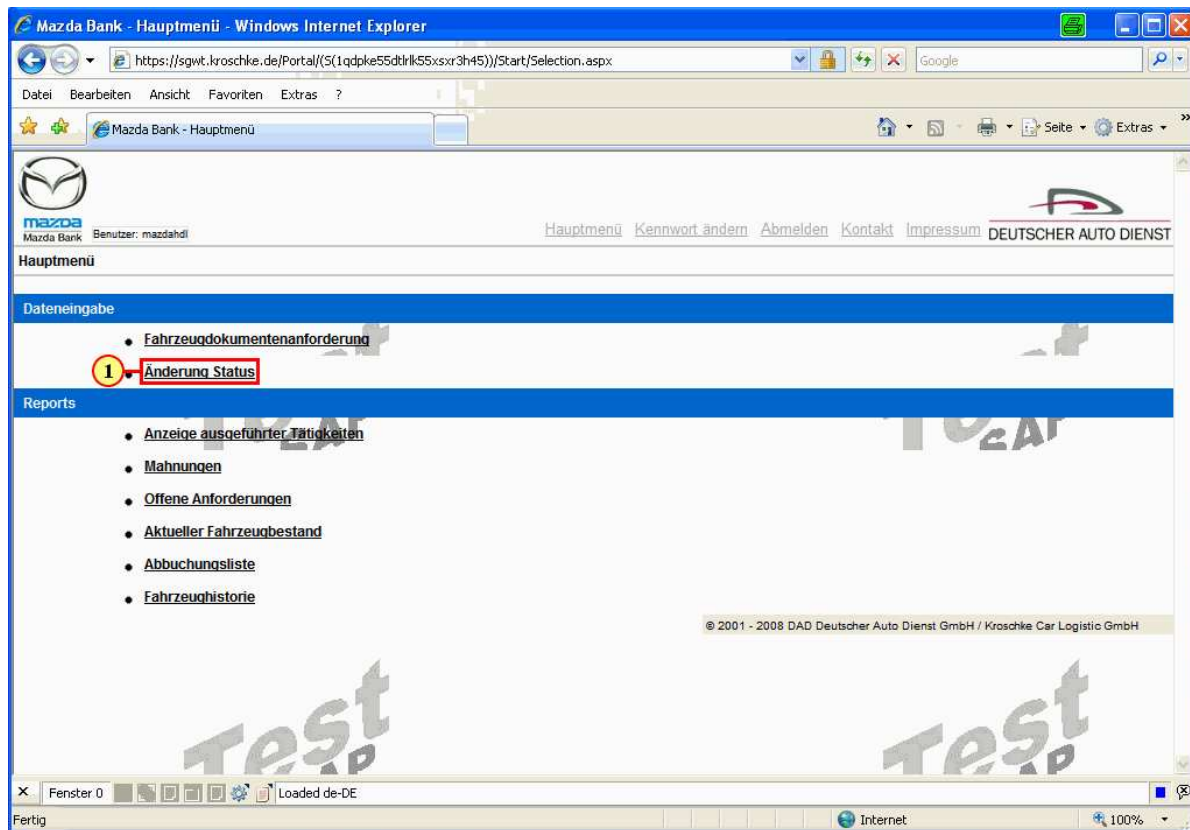 Mazda Bank - Hauptmenü - Windows Internet Explorer
https://sgwt.kroschke.de/Portal/(S(1qdpke55dtlrlk55xsxr3h45))/Start/Selection.aspx
Google
Datei Bearbeiten Ansicht Favoriten Extras ?
Mazda Bank - Hauptmenü
Seite Extras »
mazda
Mazda Bank Benutzer: mazdahdl
Hauptmenü Kennwort ändern Abmelden Kontakt Impressum
DEUTSCHER AUTO DIENST
Hauptmenü
Dateneingabe
Fahrzeugdokumentenanforderung
1 Änderung Status
Reports
Anzeige ausgeführter Tätigkeiten
Mahnungen
Offene Anforderungen
Aktueller Fahrzeugbestand
Abbuchungsliste
Fahrzeughistorie
© 2001 - 2008 DAD Deutscher Auto Dienst GmbH / Kroschke Car Logistic GmbH
Test Test
Fenster 0 Loaded de-DE
Fertig Internet 100%